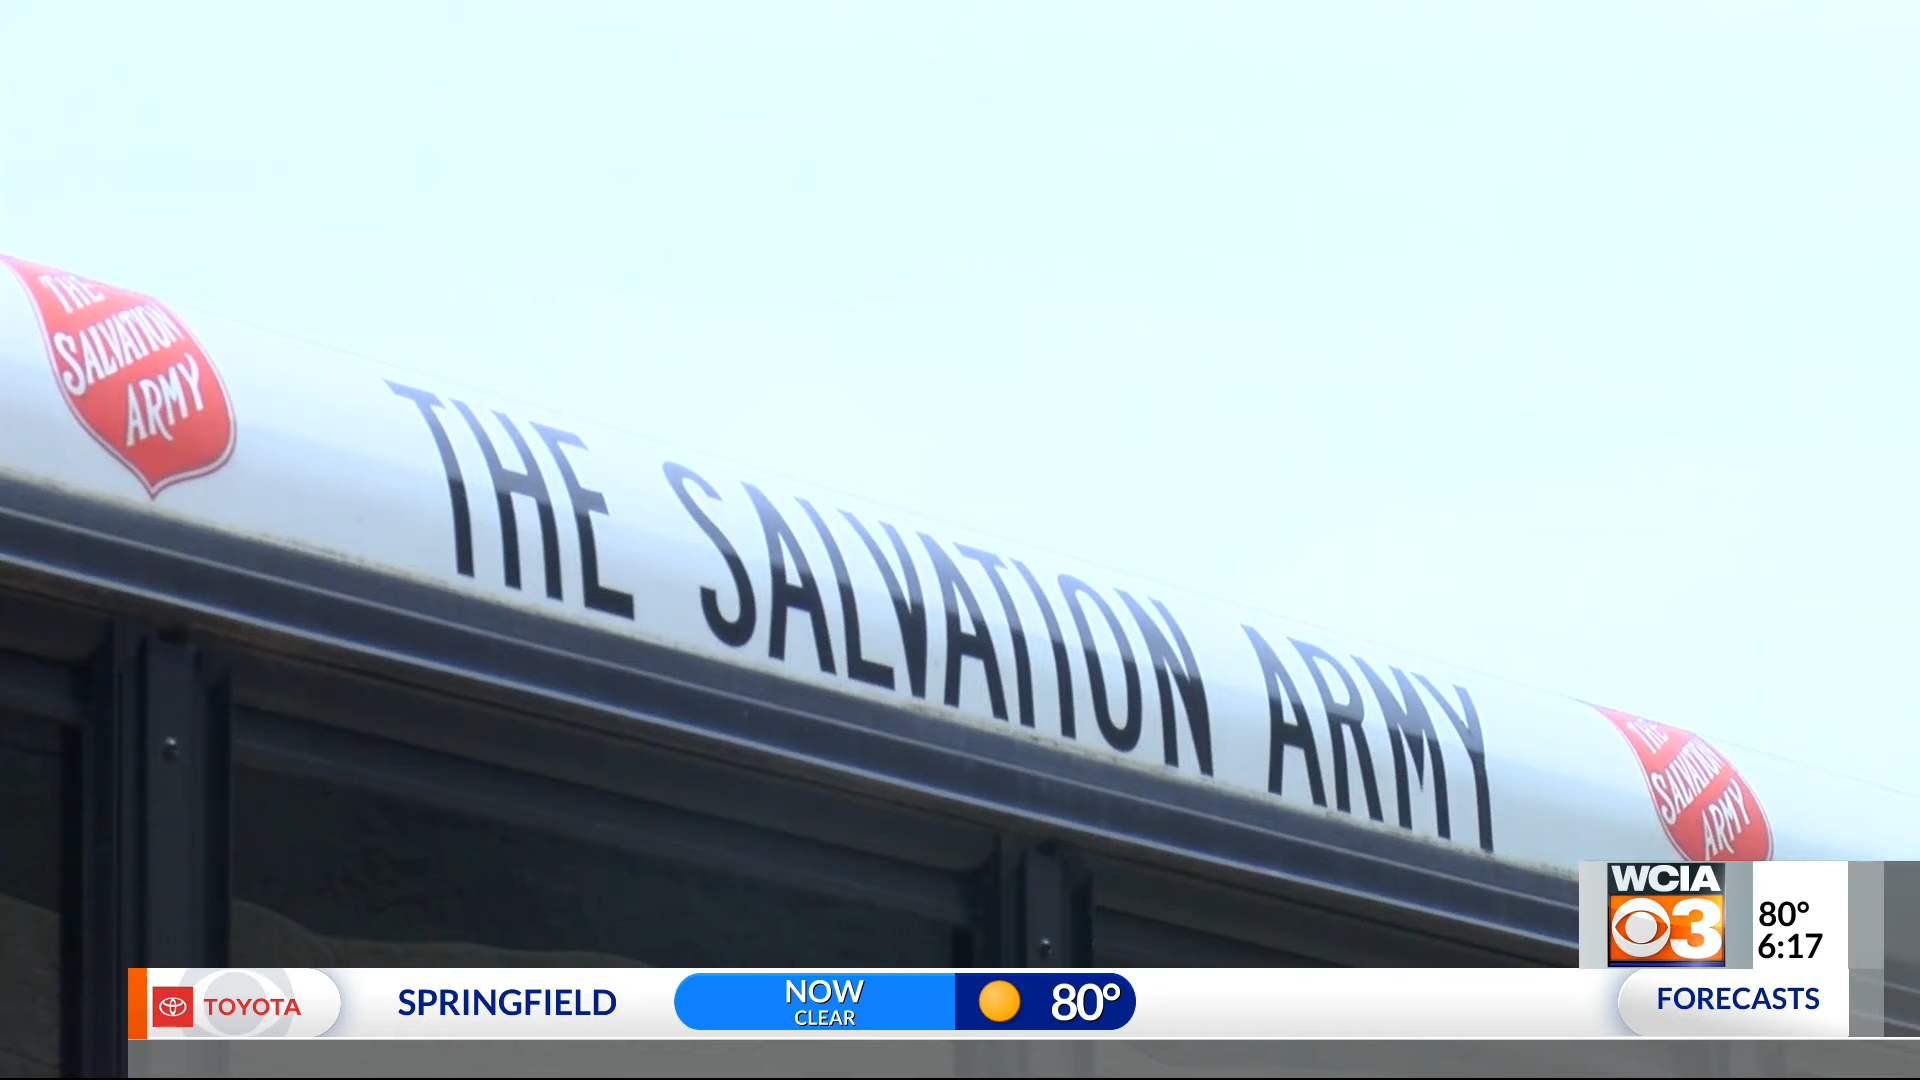 THE
SALVATION
ARMY
THE SALVATION ARMY
THE
SALVATION
ARMY
WCIA
3
80°
6:17
TOYOTA
SPRINGFIELD
NOW
CLEAR
80°
FORECASTS